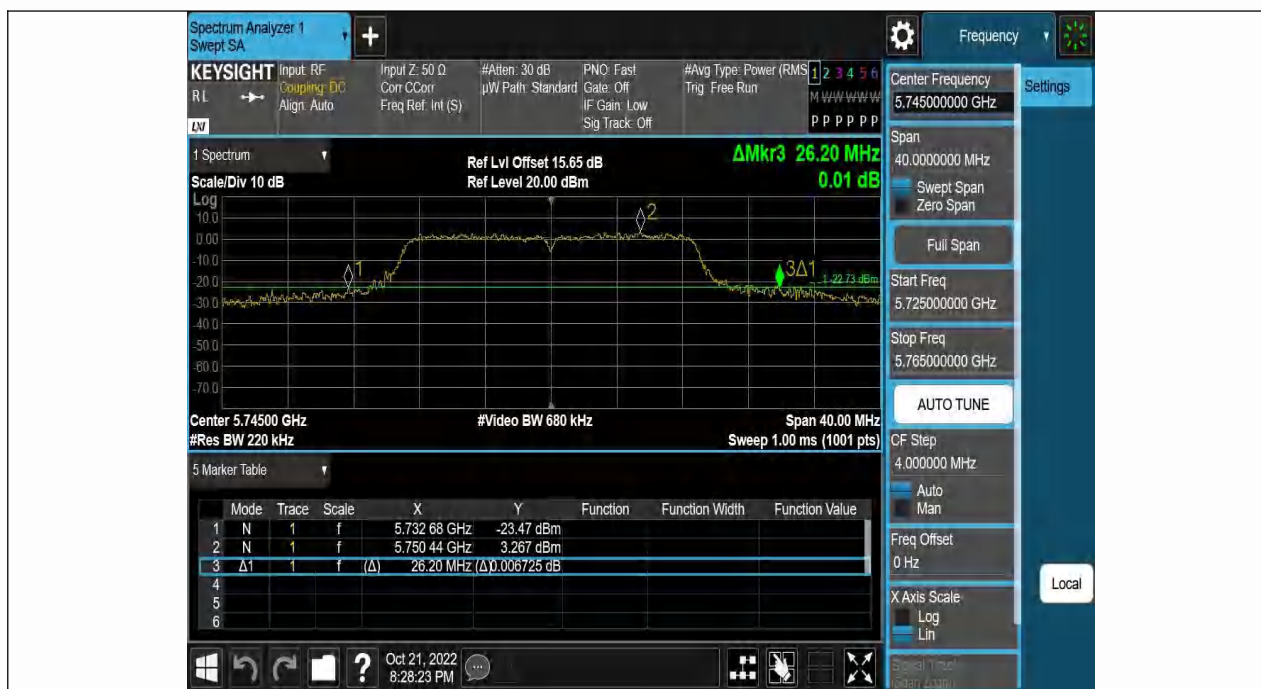 Spectrum Analyzer 1
Swept SA
+
Frequency
KEYSIGHT
RL
LXI
Input: RF
Coupling: DC
Align: Auto
Input Z: 50 Ω
Corr CCorr
Freq Ref: Int (S)
#Atten: 30 dB
µW Path: Standard
PNO: Fast
Gate: Off
IF Gain: Low
Sig Track: Off
#Avg Type: Power (RMS
Trig: Free Run
1 2 3 4 5 6
M W W W W W
P P P P P P
1 Spectrum
Scale/Div 10 dB
Ref Lvl Offset 15.65 dB
Ref Level 20.00 dBm
ΔMkr3 26.20 MHz
0.01 dB
Log
10.0
0.00
-10.0
-20.0
-30.0
-40.0
-50.0
-60.0
-70.0
1
2
3Δ1
-22.73 dBm
Center 5.74500 GHz
#Video BW 680 kHz
Span 40.00 MHz
#Res BW 220 kHz
Sweep 1.00 ms (1001 pts)
5 Marker Table
Mode Trace Scale X Y Function Function Width Function Value
1 N 1 f 5.732 68 GHz -23.47 dBm
2 N 1 f 5.750 44 GHz 3.267 dBm
3 Δ1 1 f (Δ) 26.20 MHz (Δ)0.006725 dB
4
5
6
Oct 21, 2022
8:28:23 PM
?
Center Frequency
5.745000000 GHz
Settings
Span
40.0000000 MHz
Swept Span
Zero Span
Full Span
Start Freq
5.725000000 GHz
Stop Freq
5.765000000 GHz
AUTO TUNE
CF Step
4.000000 MHz
Auto
Man
Freq Offset
0 Hz
X Axis Scale
Log
Lin
Local